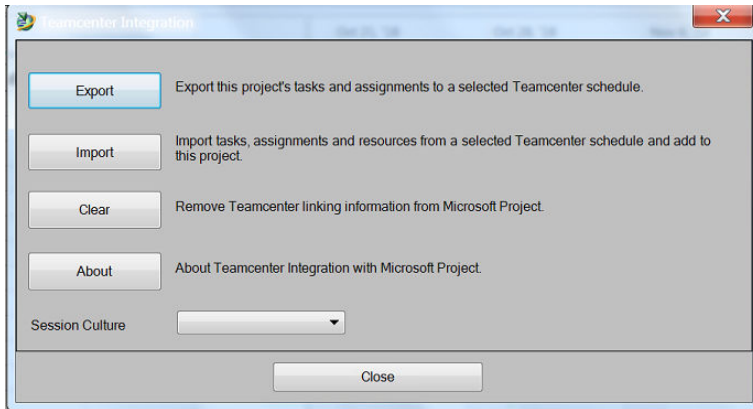 Teamcenter Integration
Export
Export this project's tasks and assignments to a selected Teamcenter schedule.
Import
Import tasks, assignments and resources from a selected Teamcenter schedule and add to
this project.
Clear
Remove Teamcenter linking information from Microsoft Project.
About
About Teamcenter Integration with Microsoft Project.
Session Culture
Close